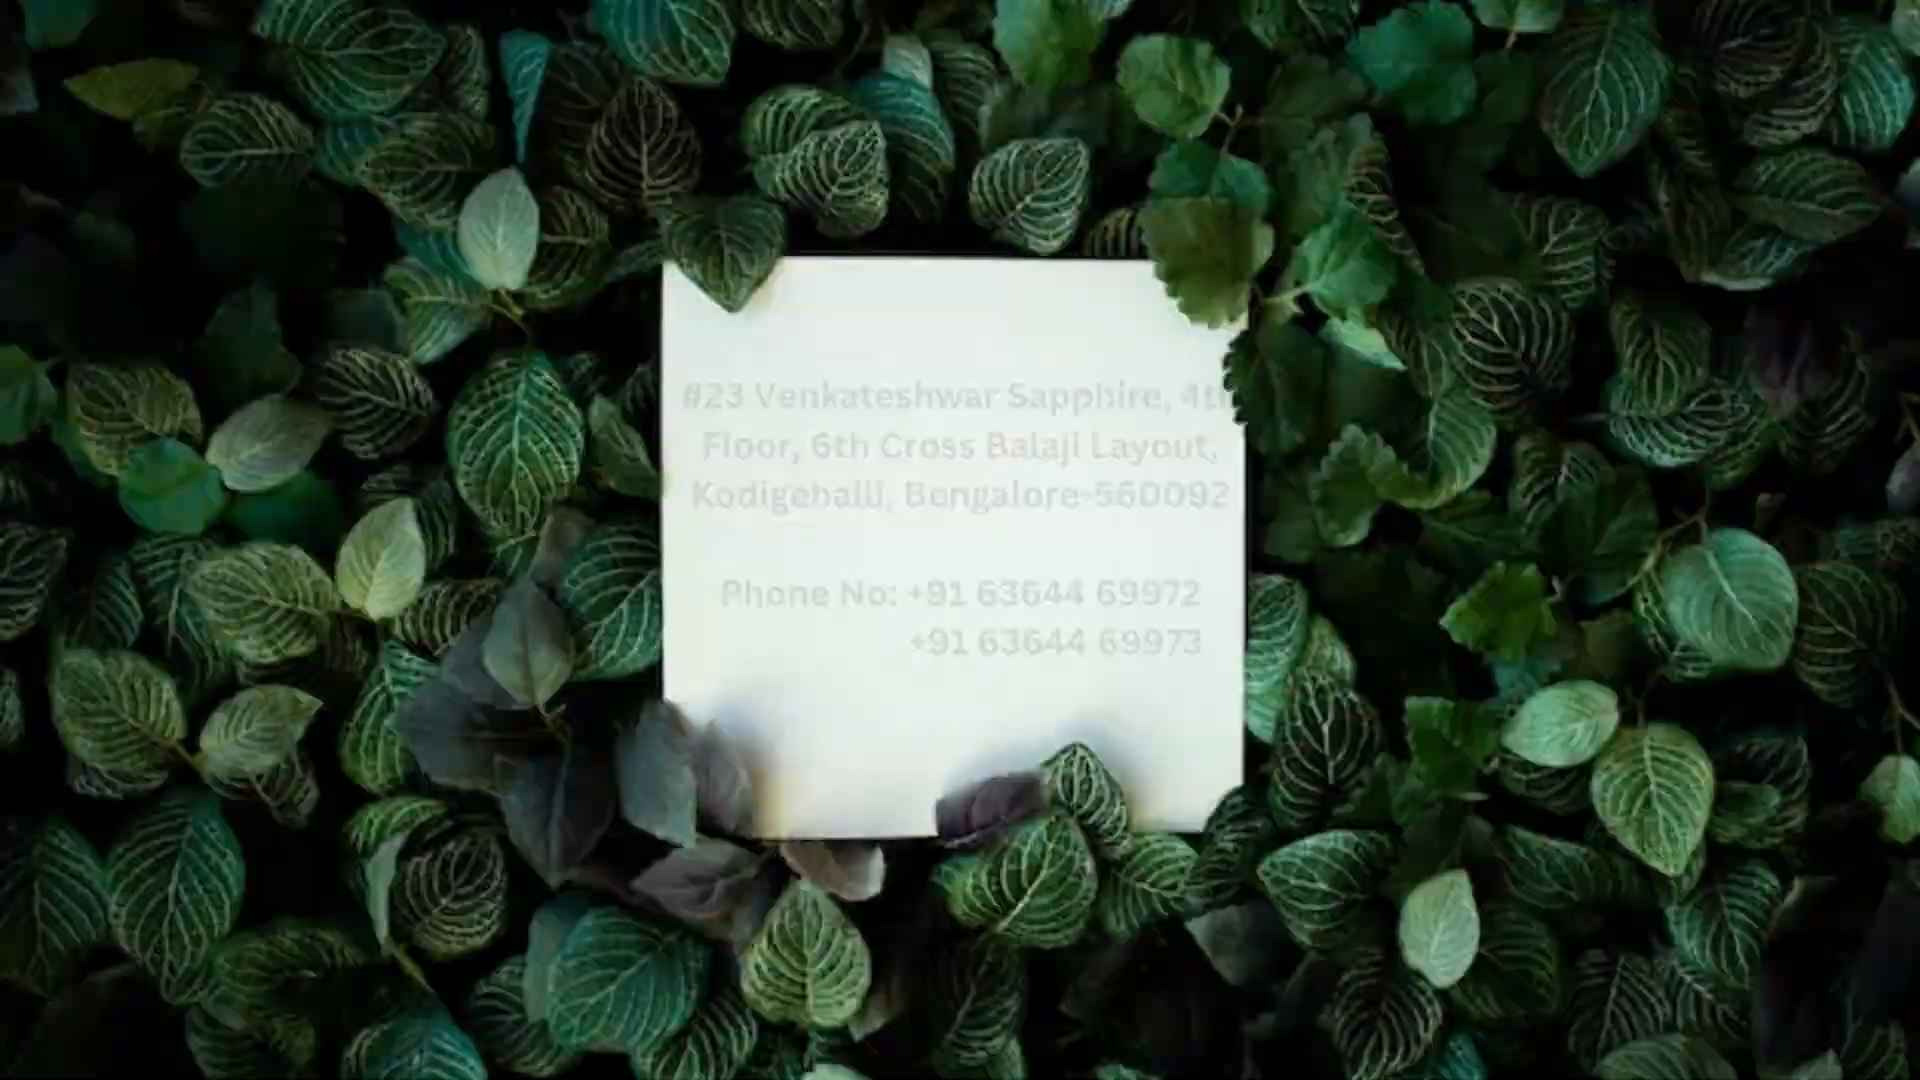 #23 Venkateshwar Sapphire, 4th
Floor, 6th Cross Balaji Layout,
Kodigehalli, Bengalore-560092
Phone No: +91 63644 69972
+91 63644 69973